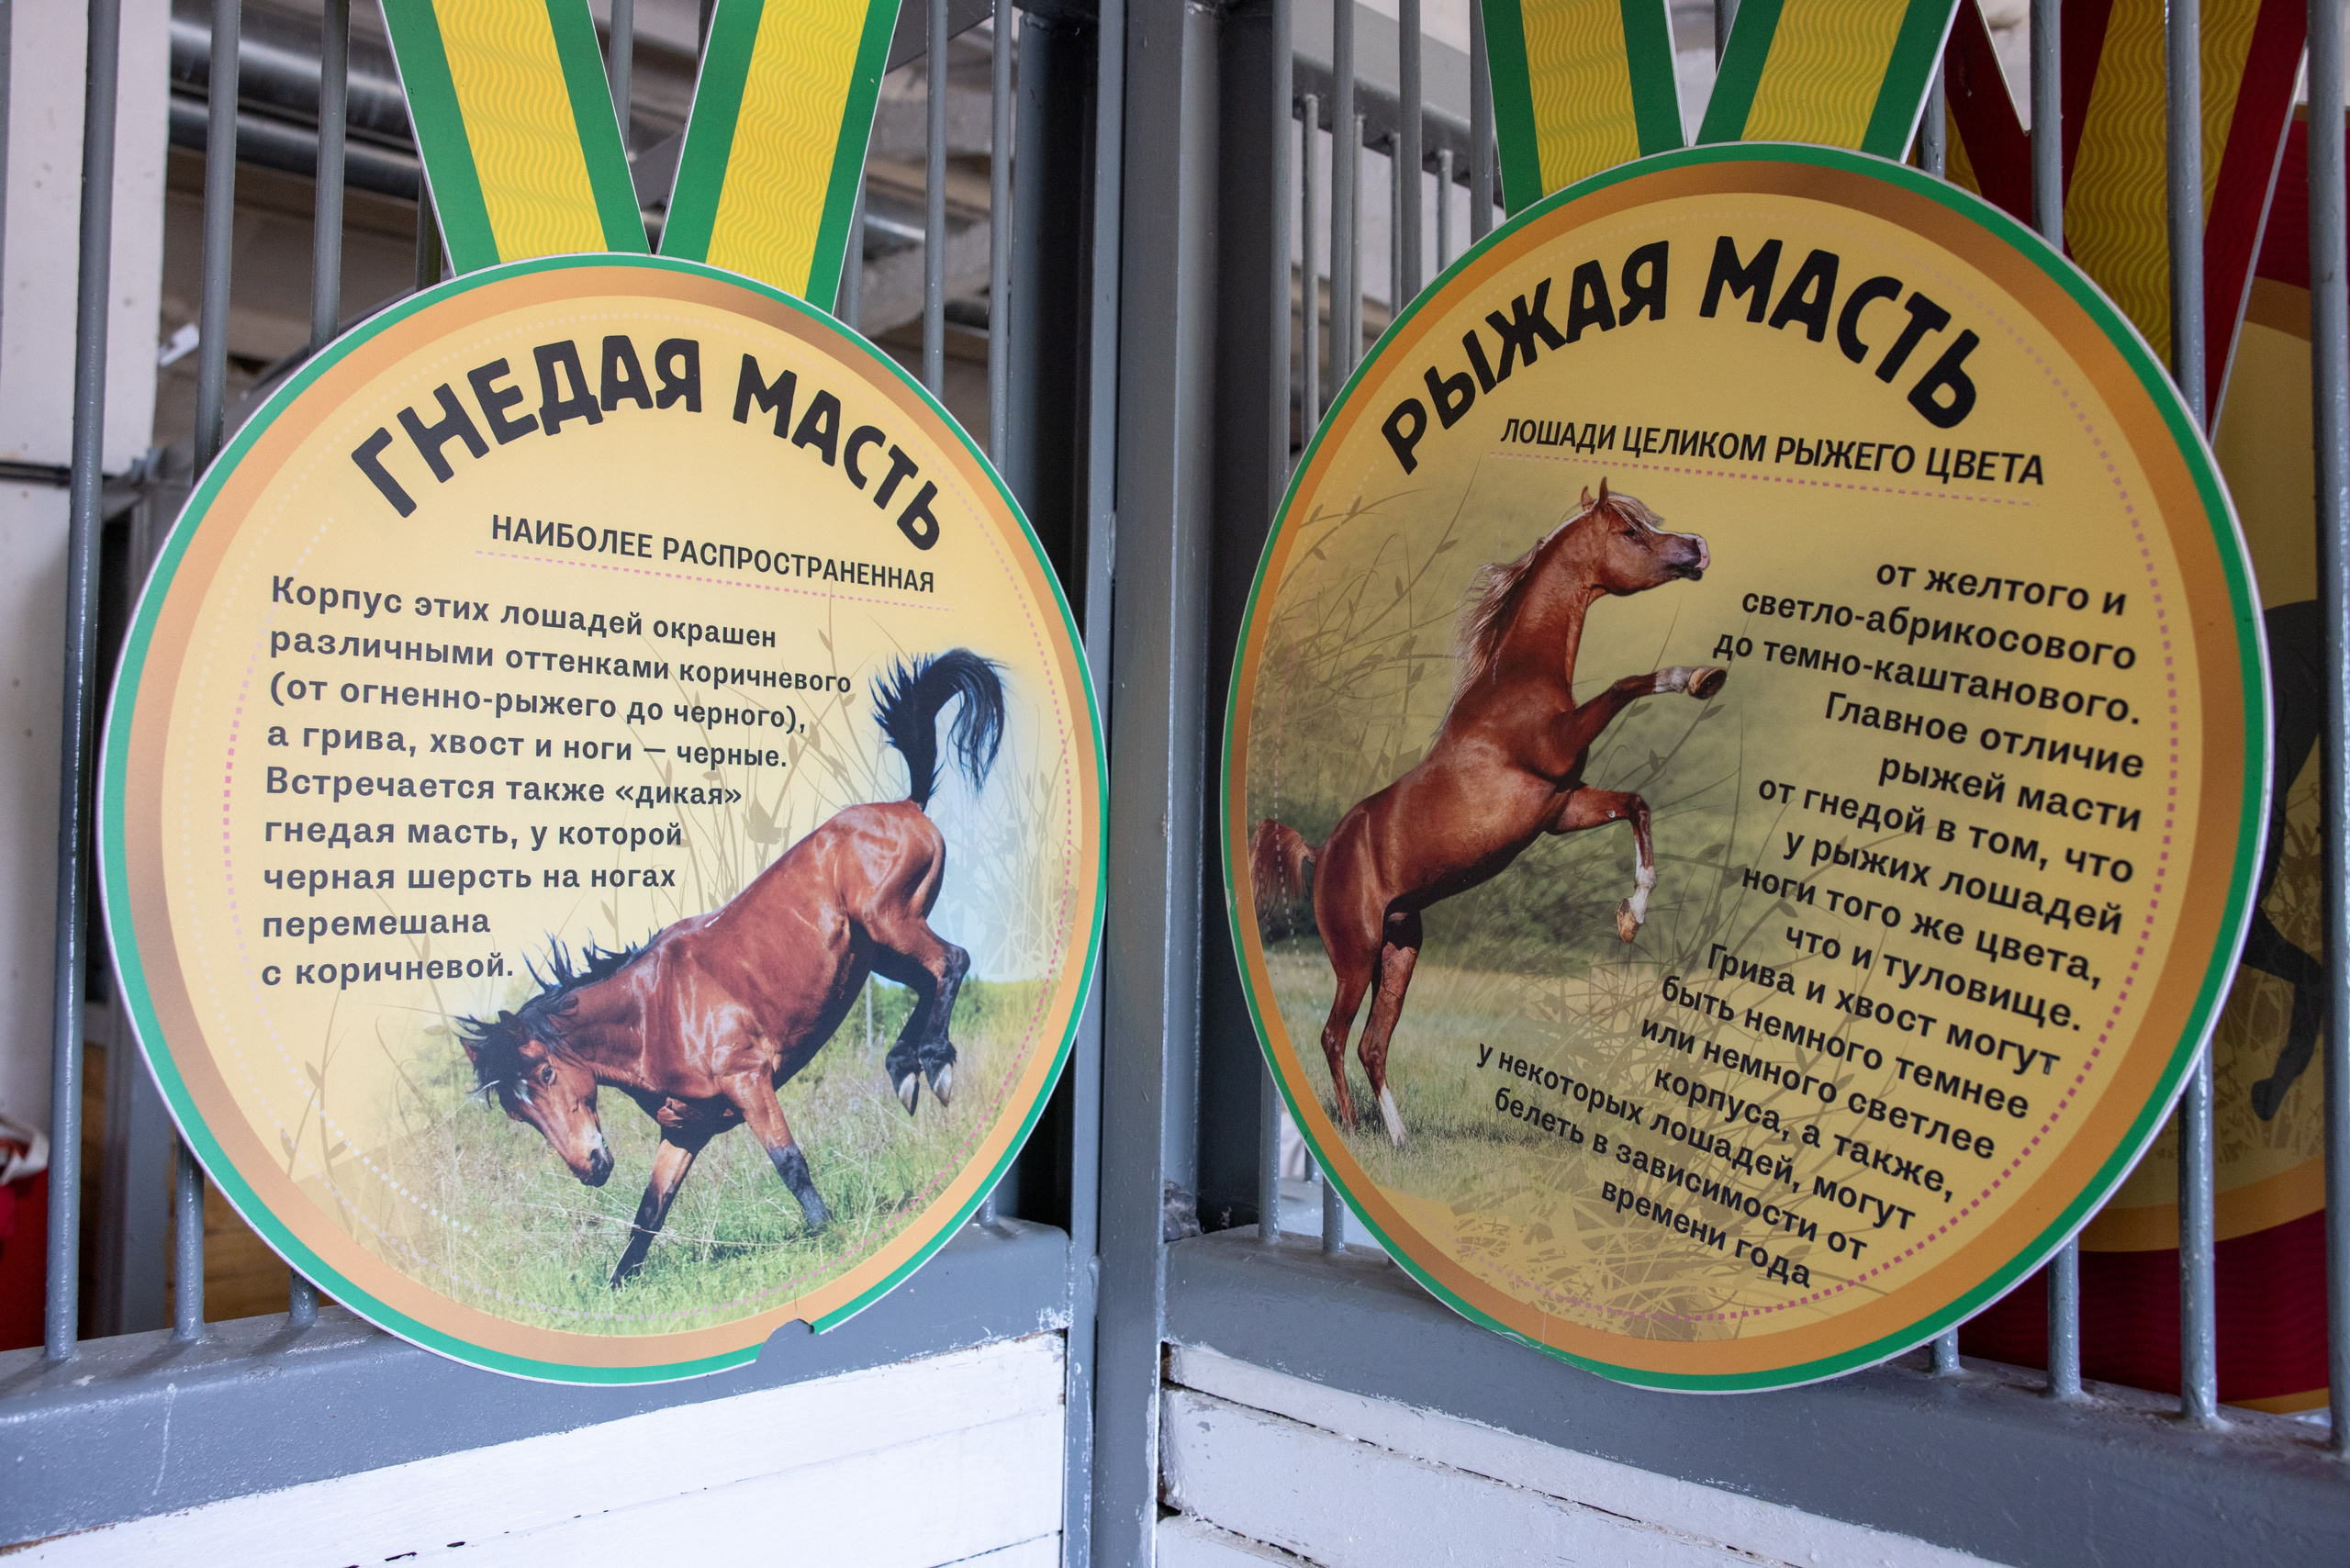 ГНЕДАЯ МАСТЬ
НАИБОЛЕЕ РАСПРОСТРАНЕННАЯ
Корпус этих лошадей окрашен
различными оттенками коричневого
(от огненно-рыжего до черного),
а грива, хвост и ноги — черные.
Встречается также «дикая»
гнедая масть, у которой
черная шерсть на ногах
перемешана
с коричневой.
РЫЖАЯ МАСТЬ
ЛОШАДИ ЦЕЛИКОМ РЫЖЕГО ЦВЕТА
от желтого и
светло-абрикосового
до темно-каштанового.
Главное отличие
рыжей масти
от гнедой в том, что
у рыжих лошадей
ноги того же цвета,
что и туловище.
Грива и хвост могут
быть немного темнее
или немного светлее
корпуса, а также,
у некоторых лошадей, могут
белеть в зависимости от
времени года